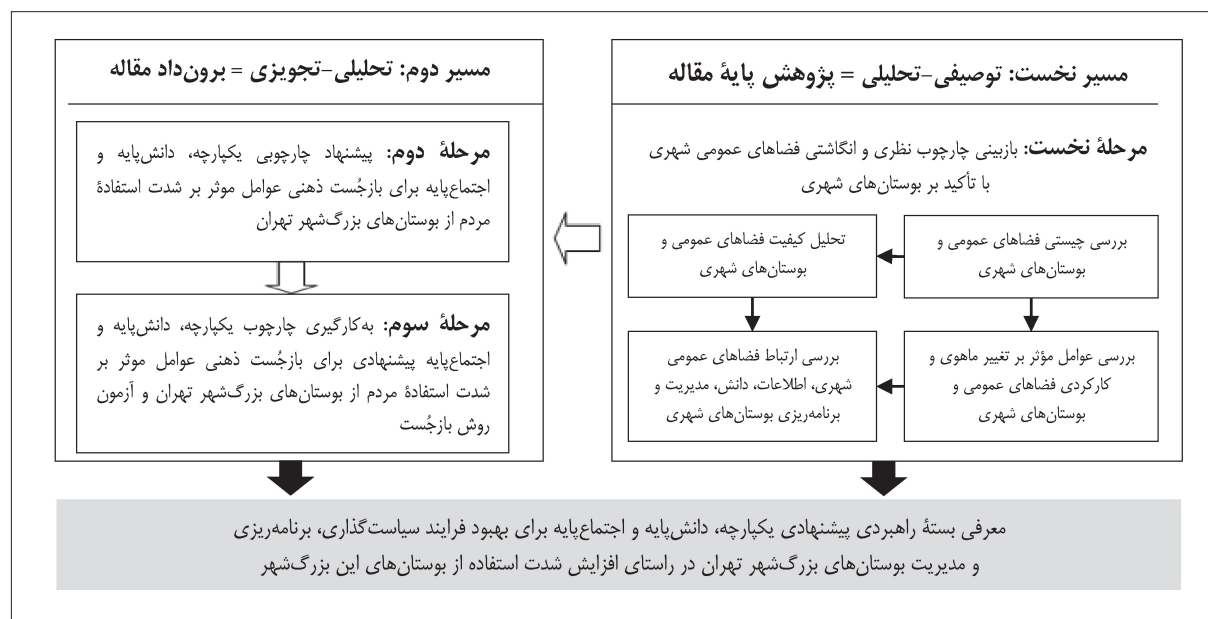 مسیر نخست: توصیفی-تحلیلی = پژوهش پایۀ مقاله
مرحلۀ نخست: بازبینی چارچوب نظری و انگاشتی فضاهای عمومی شهری
با تأکید بر بوستان‌های شهری
بررسی چیستی فضاهای عمومی و
بوستان‌های شهری
تحلیل کیفیت فضاهای عمومی و
بوستان‌های شهری
بررسی عوامل مؤثر بر تغییر ماهوی و
کارکردی فضاهای عمومی و
بوستان‌های شهری
بررسی ارتباط فضاهای عمومی
شهری، اطلاعات، دانش، مدیریت و
برنامه‌ریزی بوستان‌های شهری
مسیر دوم: تحلیلی-تجویزی = برون‌داد مقاله
مرحلۀ دوم: پیشنهاد چارچوبی یکپارچه، دانش‌پایه و
اجتماع‌پایه برای بازجُست ذهنی عوامل موثر بر شدت استفادۀ
مردم از بوستان‌های بزرگ‌شهر تهران
مرحلۀ سوم: به‌کارگیری چارچوب یکپارچه، دانش‌پایه و
اجتماع‌پایه پیشنهادی برای بازجُست ذهنی عوامل موثر بر
شدت استفادۀ مردم از بوستان‌های بزرگ‌شهر تهران و آزمون
روش بازجُست
معرفی بستۀ راهبردی پیشنهادی یکپارچه، دانش‌پایه و اجتماع‌پایه برای بهبود فرایند سیاست‌گذاری، برنامه‌ریزی
و مدیریت بوستان‌های بزرگ‌شهر تهران در راستای افزایش شدت استفاده از بوستان‌های این بزرگ‌شهر